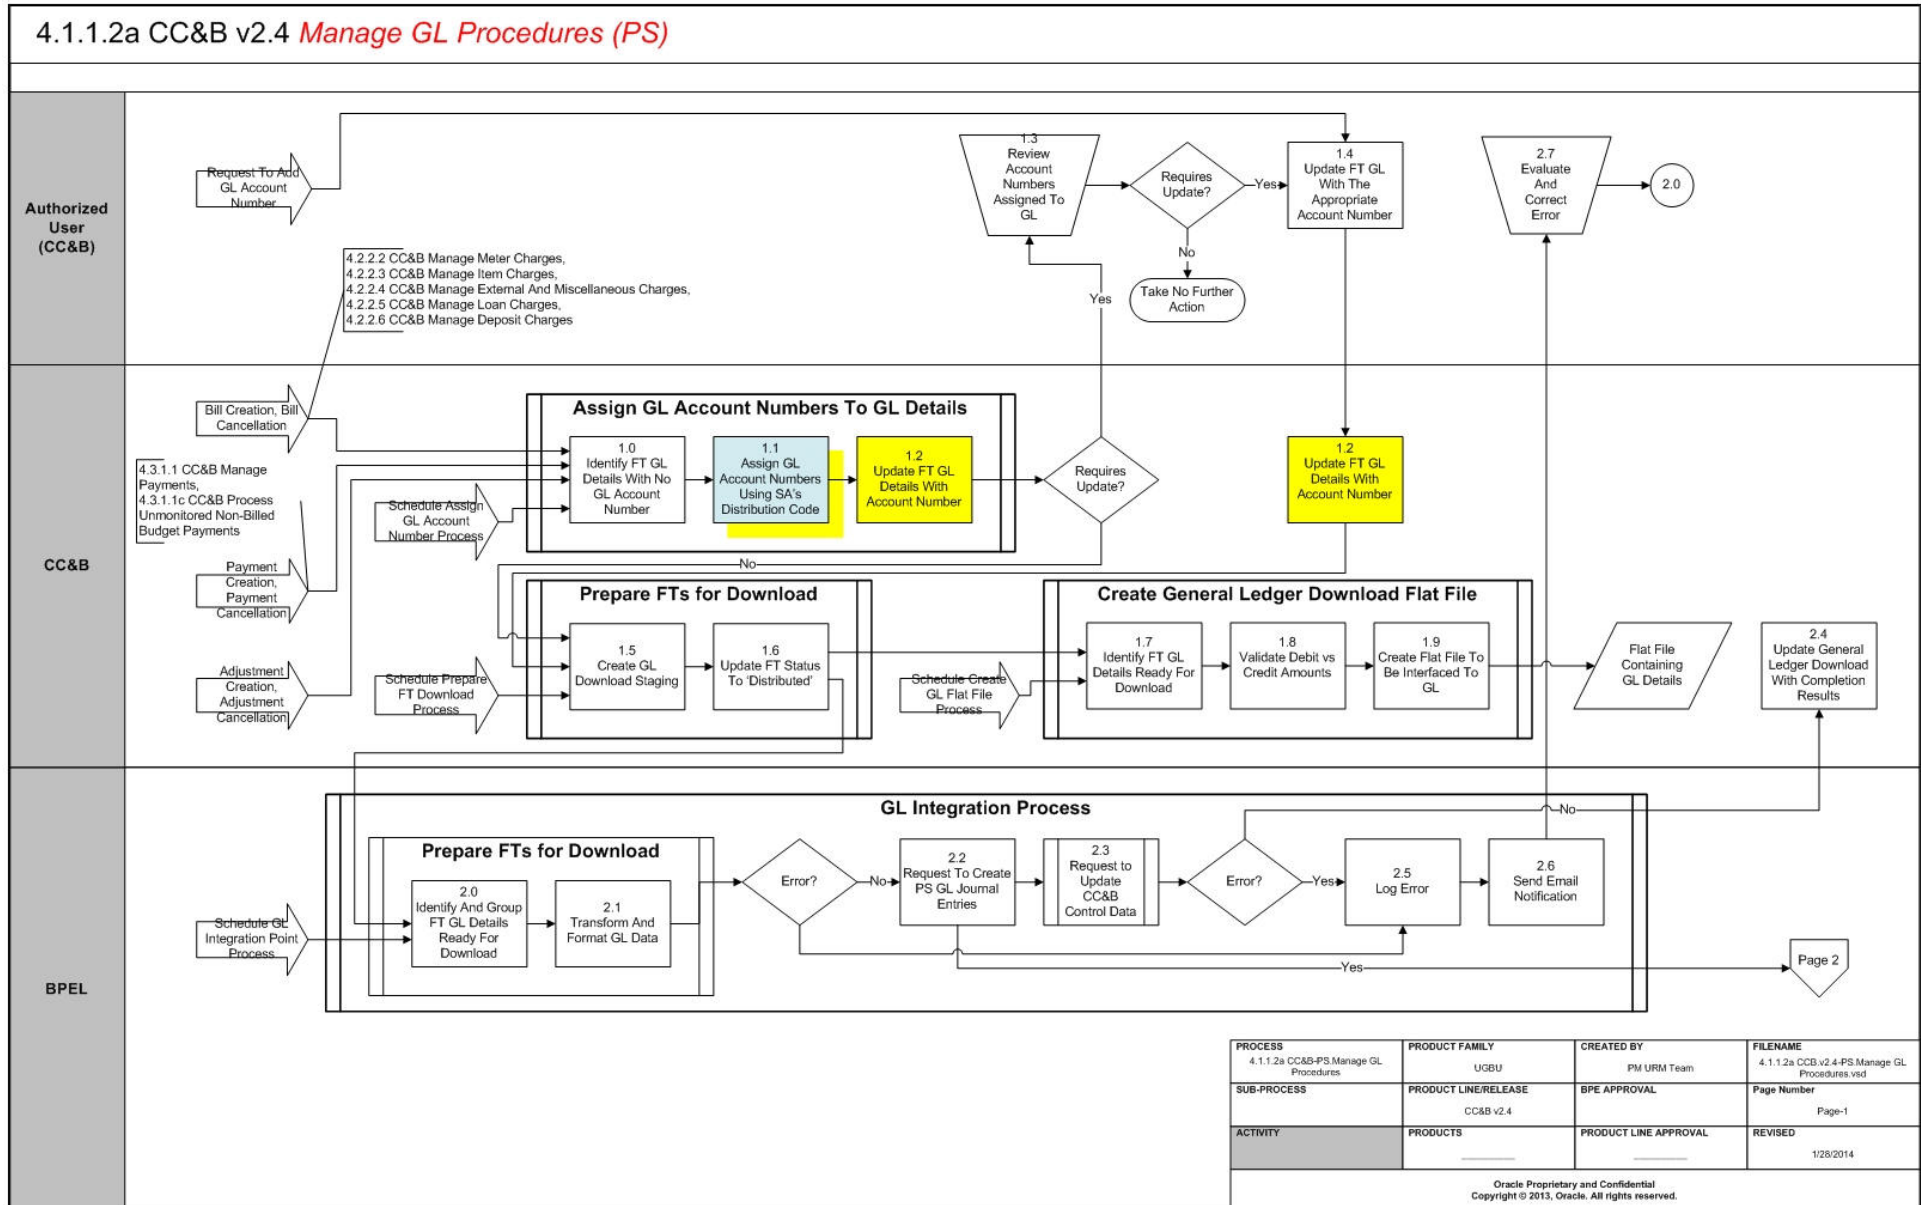 4.1.1.2a CC&B v2.4 Manage GL Procedures (PS)
Authorized
User
(CC&B)
Request To Add
GL Account
Number
1.3
Review
Account
Numbers
Assigned To
GL
Requires
Update?
Yes
No
Take No Further
Action
1.4
Update FT GL
With The
Appropriate
Account Number
2.7
Evaluate
And
Correct
Error
2.0
4.2.2.2 CC&B Manage Meter Charges,
4.2.2.3 CC&B Manage Item Charges,
4.2.2.4 CC&B Manage External And Miscellaneous Charges,
4.2.2.5 CC&B Manage Loan Charges,
4.2.2.6 CC&B Manage Deposit Charges
Yes
CC&B
Bill Creation, Bill
Cancellation
4.3.1.1 CC&B Manage
Payments,
4.3.1.1c CC&B Process
Unmonitored Non-Billed
Budget Payments
Schedule Assign
GL Account
Number Process
Payment
Creation,
Payment
Cancellation
Adjustment
Creation,
Adjustment
Cancellation
Assign GL Account Numbers To GL Details
1.0
Identify FT GL
Details With No
GL Account
Number
1.1
Assign GL
Account Numbers
Using SA's
Distribution Code
1.2
Update FT GL
Details With
Account Number
Requires
Update?
1.2
Update FT GL
Details With
Account Number
No
Schedule Prepare
FT Download
Process
Prepare FTs for Download
1.5
Create GL
Download Staging
1.6
Update FT Status
To ‘Distributed’
Schedule Create
GL Flat File
Process
Create General Ledger Download Flat File
1.7
Identify FT GL
Details Ready For
Download
1.8
Validate Debit vs
Credit Amounts
1.9
Create Flat File To
Be Interfaced To
GL
Flat File
Containing
GL Details
2.4
Update General
Ledger Download
With Completion
Results
BPEL
Schedule GL
Integration Point
Process
GL Integration Process
Prepare FTs for Download
2.0
Identify And Group
FT GL Details
Ready For
Download
2.1
Transform And
Format GL Data
Error?
No
2.2
Request To Create
PS GL Journal
Entries
2.3
Request to
Update
CC&B
Control Data
Error?
No
Yes
2.5
Log Error
2.6
Send Email
Notification
Yes
Page 2
PROCESS
4.1.1.2a CC&B-PS.Manage GL
Procedures
PRODUCT FAMILY
UGBU
CREATED BY
PM URM Team
FILENAME
4.1.1.2a CCB.v2.4-PS.Manage GL
Procedures.vsd
SUB-PROCESS
PRODUCT LINE/RELEASE
CC&B v2.4
BPE APPROVAL
Page Number
Page-1
ACTIVITY
PRODUCTS
PRODUCT LINE APPROVAL
REVISED
1/28/2014
Oracle Proprietary and Confidential
Copyright © 2013, Oracle. All rights reserved.